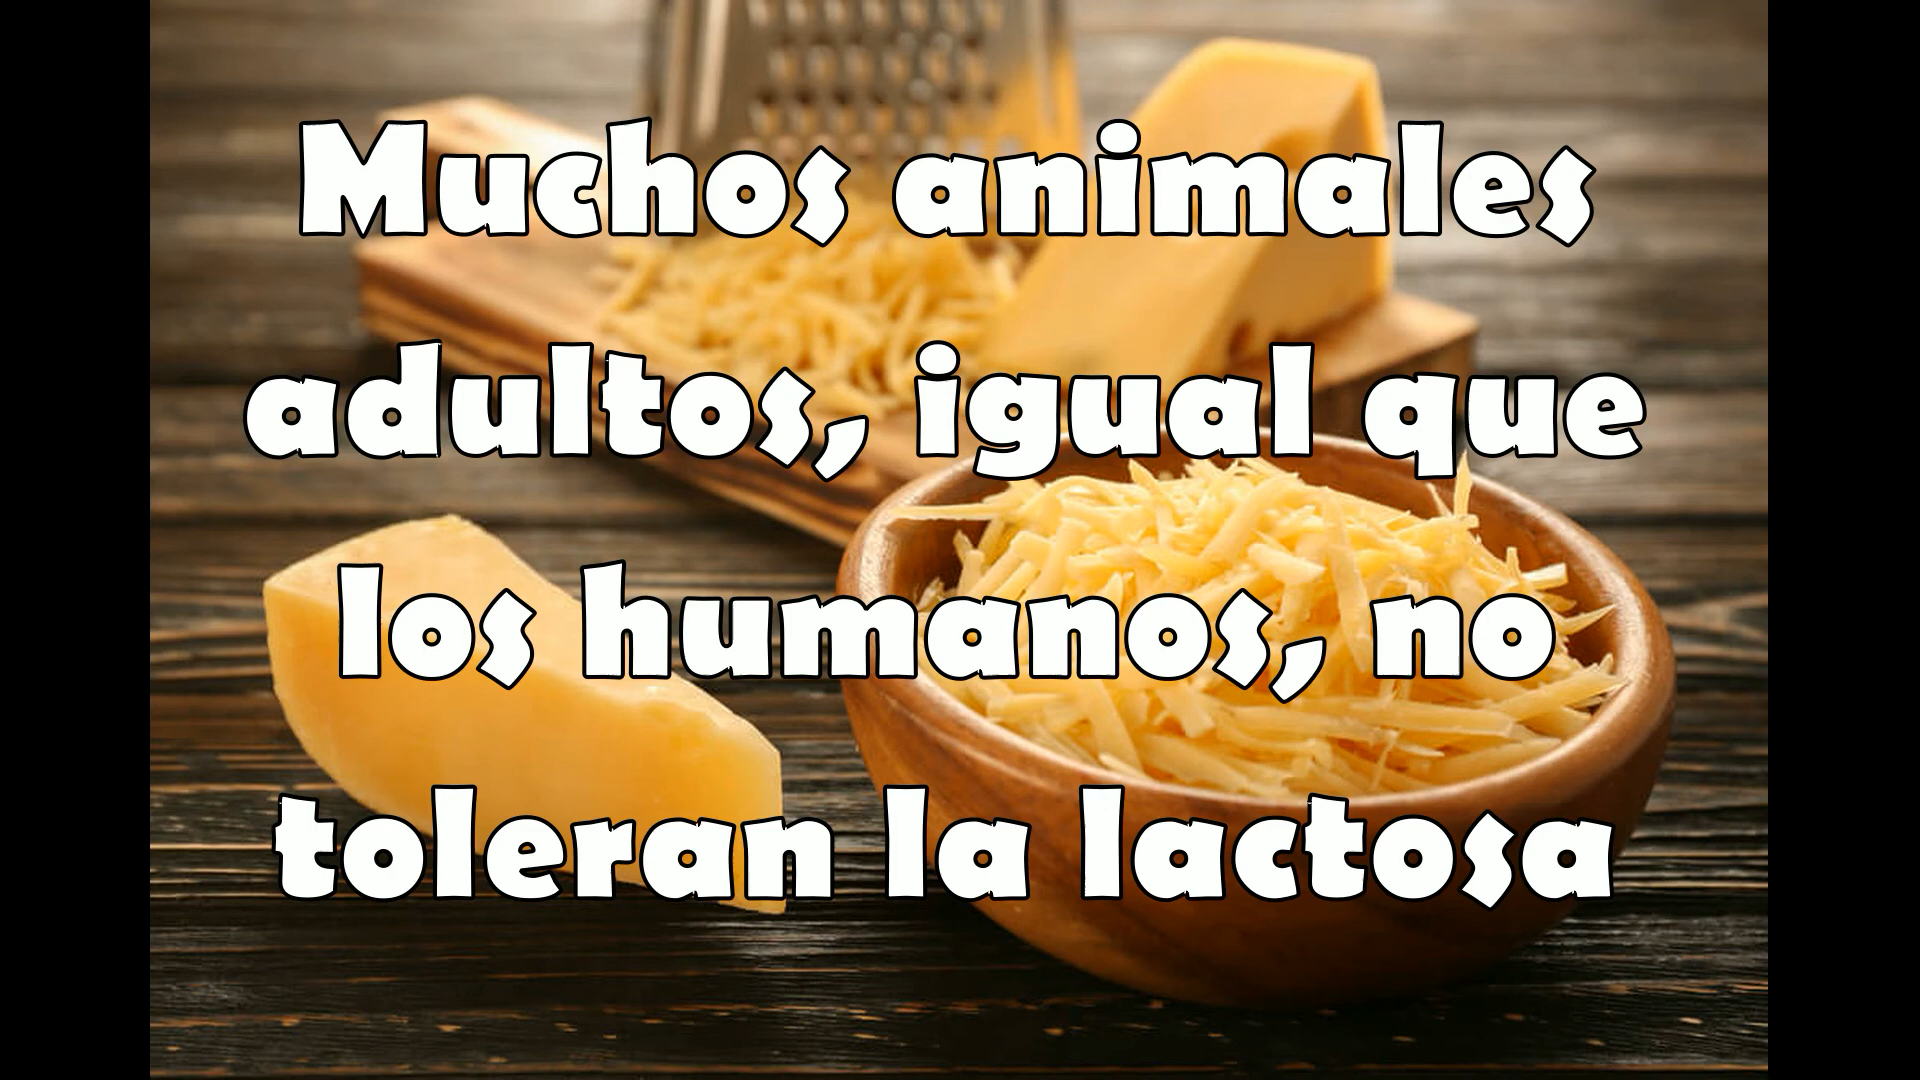 Muchos animales
adultos, igual que
los humanos, no
toleran la lactosa